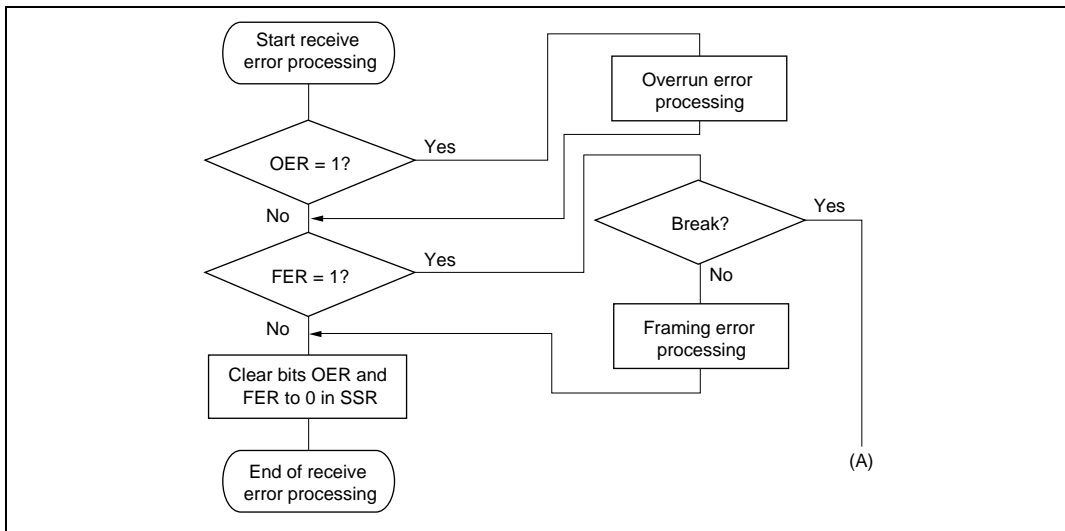 Start receive
error processing
Yes
Overrun error
processing
OER = 1?
No
Yes
Break?
Yes
FER = 1?
No
No
Framing error
processing
Clear bits OER and
FER to 0 in SSR
(A)
End of receive
error processing